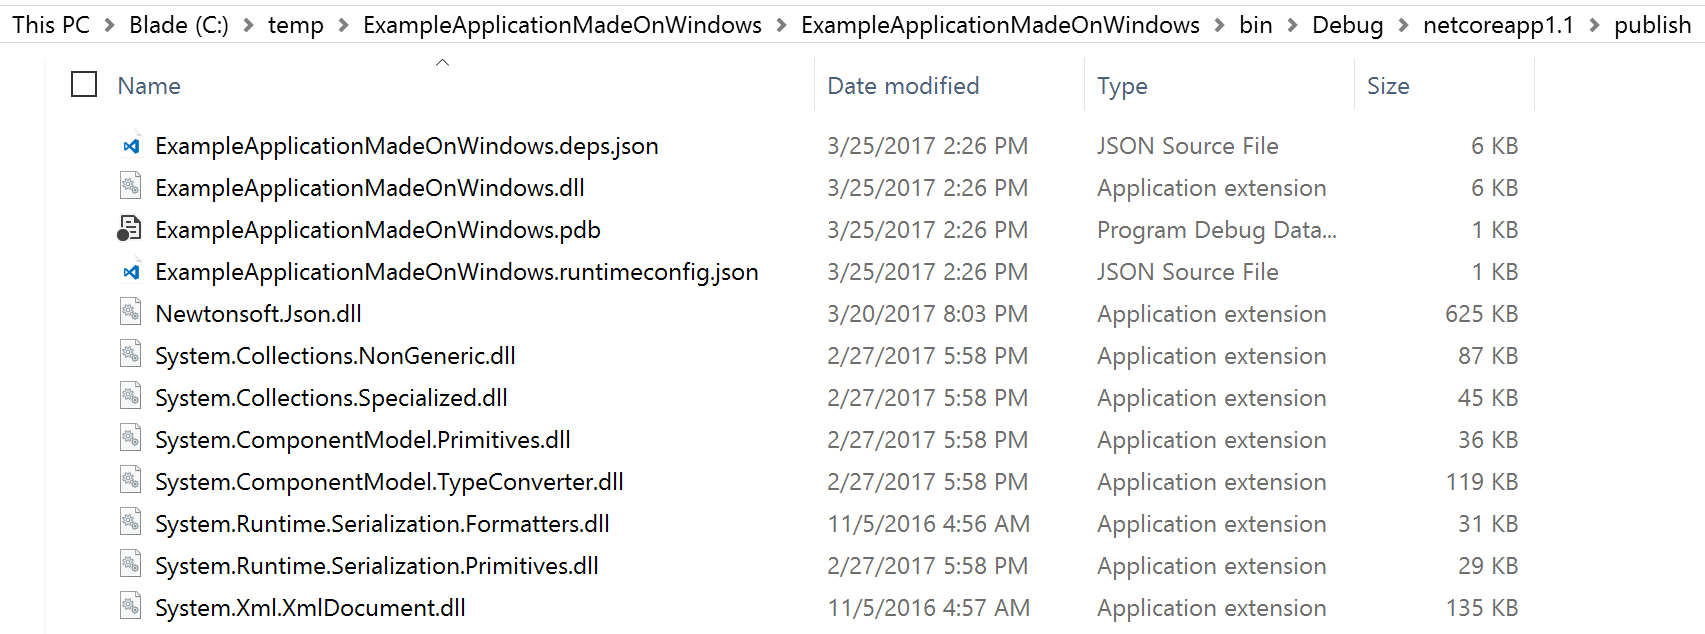 This PC > Blade (C:) > temp > ExampleApplicationMadeOnWindows > ExampleApplicationMadeOnWindows > bin > Debug > netcoreapp1.1 > publish
Name Date modified Type Size
ExampleApplicationMadeOnWindows.deps.json 3/25/2017 2:26 PM JSON Source File 6 KB
ExampleApplicationMadeOnWindows.dll 3/25/2017 2:26 PM Application extension 6 KB
ExampleApplicationMadeOnWindows.pdb 3/25/2017 2:26 PM Program Debug Data... 1 KB
ExampleApplicationMadeOnWindows.runtimeconfig.json 3/25/2017 2:26 PM JSON Source File 1 KB
Newtonsoft.Json.dll 3/20/2017 8:03 PM Application extension 625 KB
System.Collections.NonGeneric.dll 2/27/2017 5:58 PM Application extension 87 KB
System.Collections.Specialized.dll 2/27/2017 5:58 PM Application extension 45 KB
System.ComponentModel.Primitives.dll 2/27/2017 5:58 PM Application extension 36 KB
System.ComponentModel.TypeConverter.dll 2/27/2017 5:58 PM Application extension 119 KB
System.Runtime.Serialization.Formatters.dll 11/5/2016 4:56 AM Application extension 31 KB
System.Runtime.Serialization.Primitives.dll 2/27/2017 5:58 PM Application extension 29 KB
System.Xml.XmlDocument.dll 11/5/2016 4:57 AM Application extension 135 KB